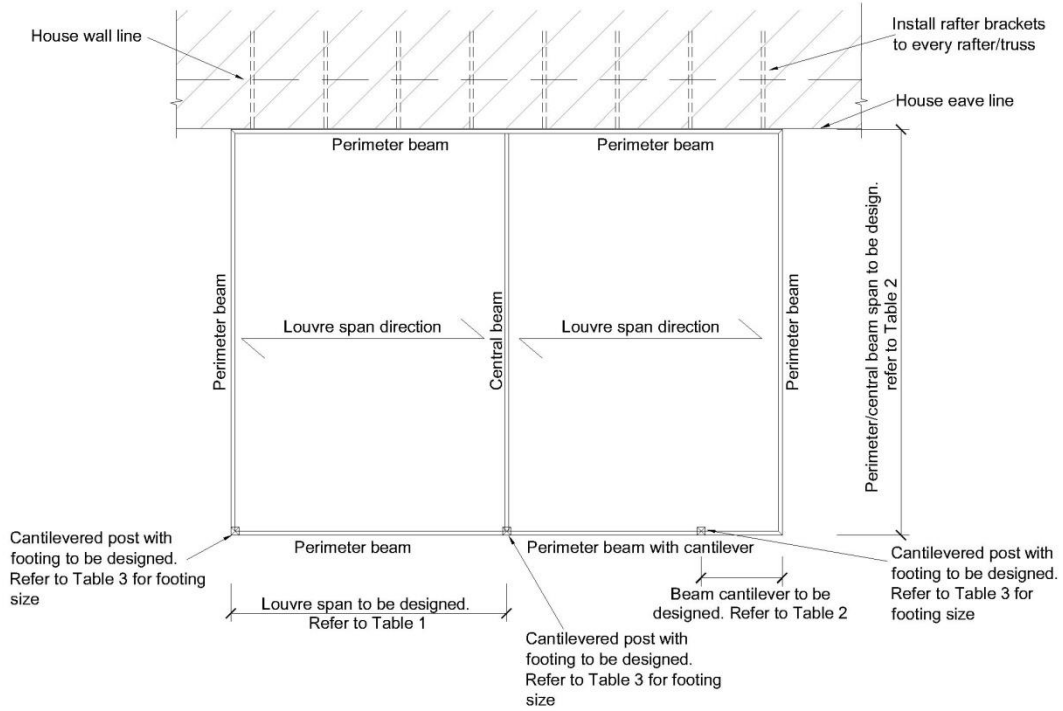 House wall line
Install rafter brackets
to every rafter/truss
House eave line
Perimeter beam
Perimeter beam
Perimeter beam
Louvre span direction
Central beam
Louvre span direction
Perimeter beam
Perimeter/central beam span to be design.
refer to Table 2
Cantilevered post with
footing to be designed.
Refer to Table 3 for footing
size
Perimeter beam
Perimeter beam with cantilever
Cantilevered post with
footing to be designed.
Refer to Table 3 for
footing size
Louvre span to be designed.
Refer to Table 1
Beam cantilever to be
designed. Refer to Table 2
Cantilevered post with
footing to be designed.
Refer to Table 3 for footing
size